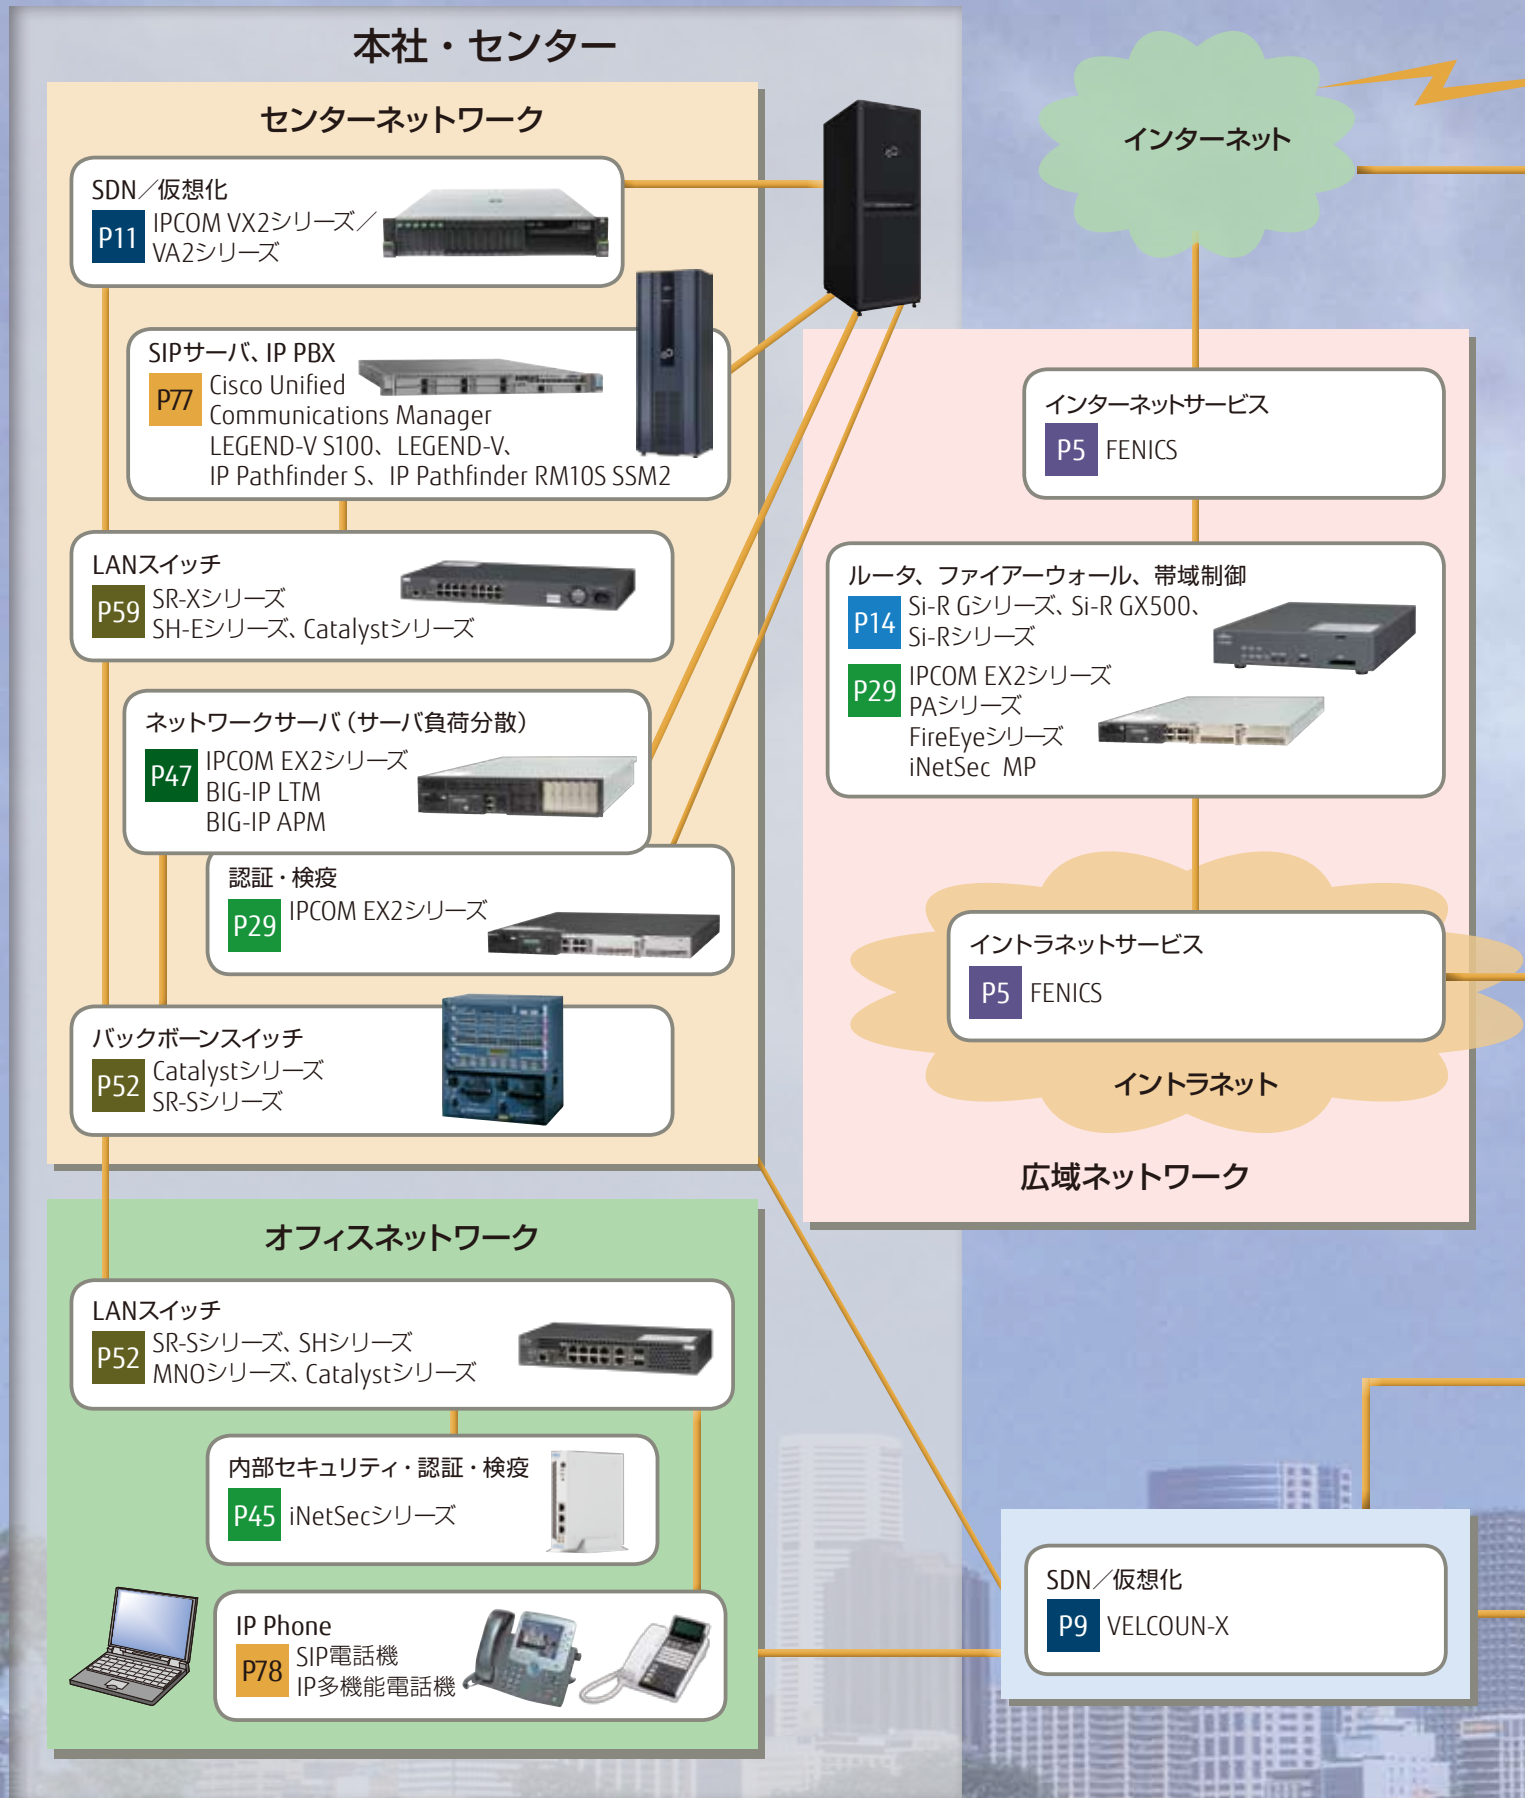 本社・センター
センターネットワーク
SDN／仮想化
P11
IPCOM VX2シリーズ／
VA2シリーズ
SIPサーバ、IP PBX
P77
Cisco Unified
Communications Manager
LEGEND-V S100、LEGEND-V、
IP Pathfinder S、IP Pathfinder RM10S SSM2
LANスイッチ
P59
SR-Xシリーズ
SH-Eシリーズ、Catalystシリーズ
ネットワークサーバ（サーバ負荷分散）
P47
IPCOM EX2シリーズ
BIG-IP LTM
BIG-IP APM
認証・検疫
P29
IPCOM EX2シリーズ
バックボーンスイッチ
P52
Catalystシリーズ
SR-Sシリーズ
オフィスネットワーク
LANスイッチ
P52
SR-Sシリーズ、SHシリーズ
MNOシリーズ、Catalystシリーズ
内部セキュリティ・認証・検疫
P45
iNetSecシリーズ
IP Phone
P78
SIP電話機
IP多機能電話機
インターネット
インターネットサービス
P5
FENICS
ルータ、ファイアーウォール、帯域制御
P14
Si-R Gシリーズ、Si-R GX500、
Si-Rシリーズ
P29
IPCOM EX2シリーズ
PAシリーズ
FireEyeシリーズ
iNetSec MP
イントラネットサービス
P5
FENICS
イントラネット
広域ネットワーク
SDN／仮想化
P9
VELCOUN-X